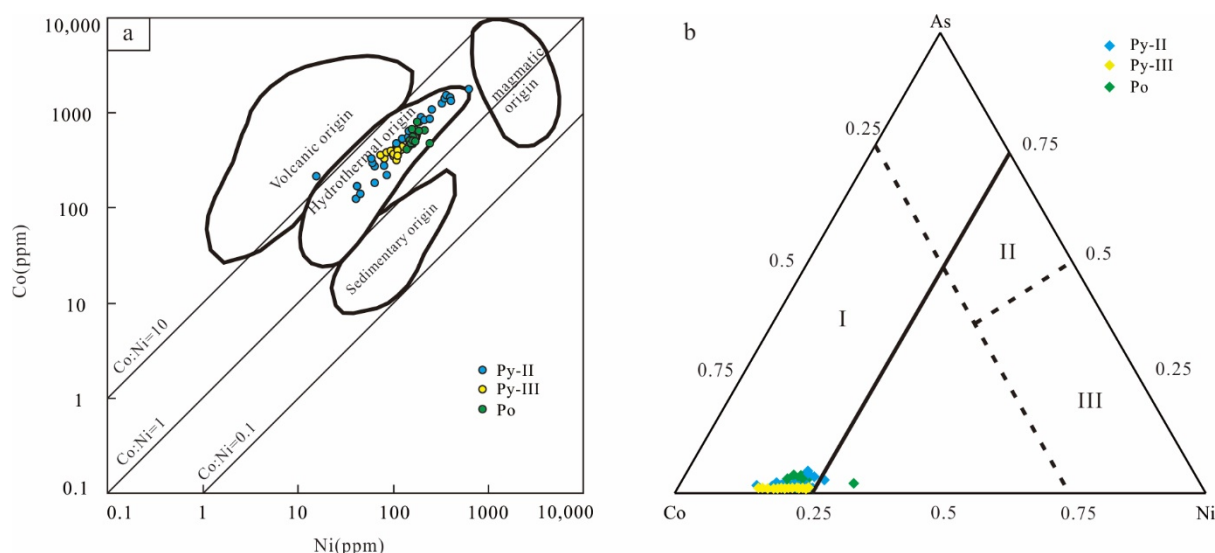 a
10,000
1000
100
10
1
0.1
Co(ppm)
0.1
1
10
100
1000
10,000
Ni(ppm)
Volcanic origin
Hydrothermal origin
magmatic
origin
Sedimentary origin
Co:Ni=10
Co:Ni=1
Co:Ni=0.1
Py-II
Py-III
Po
b
As
Py-II
Py-III
Po
0.25
0.75
0.5
II
0.5
I
0.75
0.25
III
Co
0.25
0.5
0.75
Ni